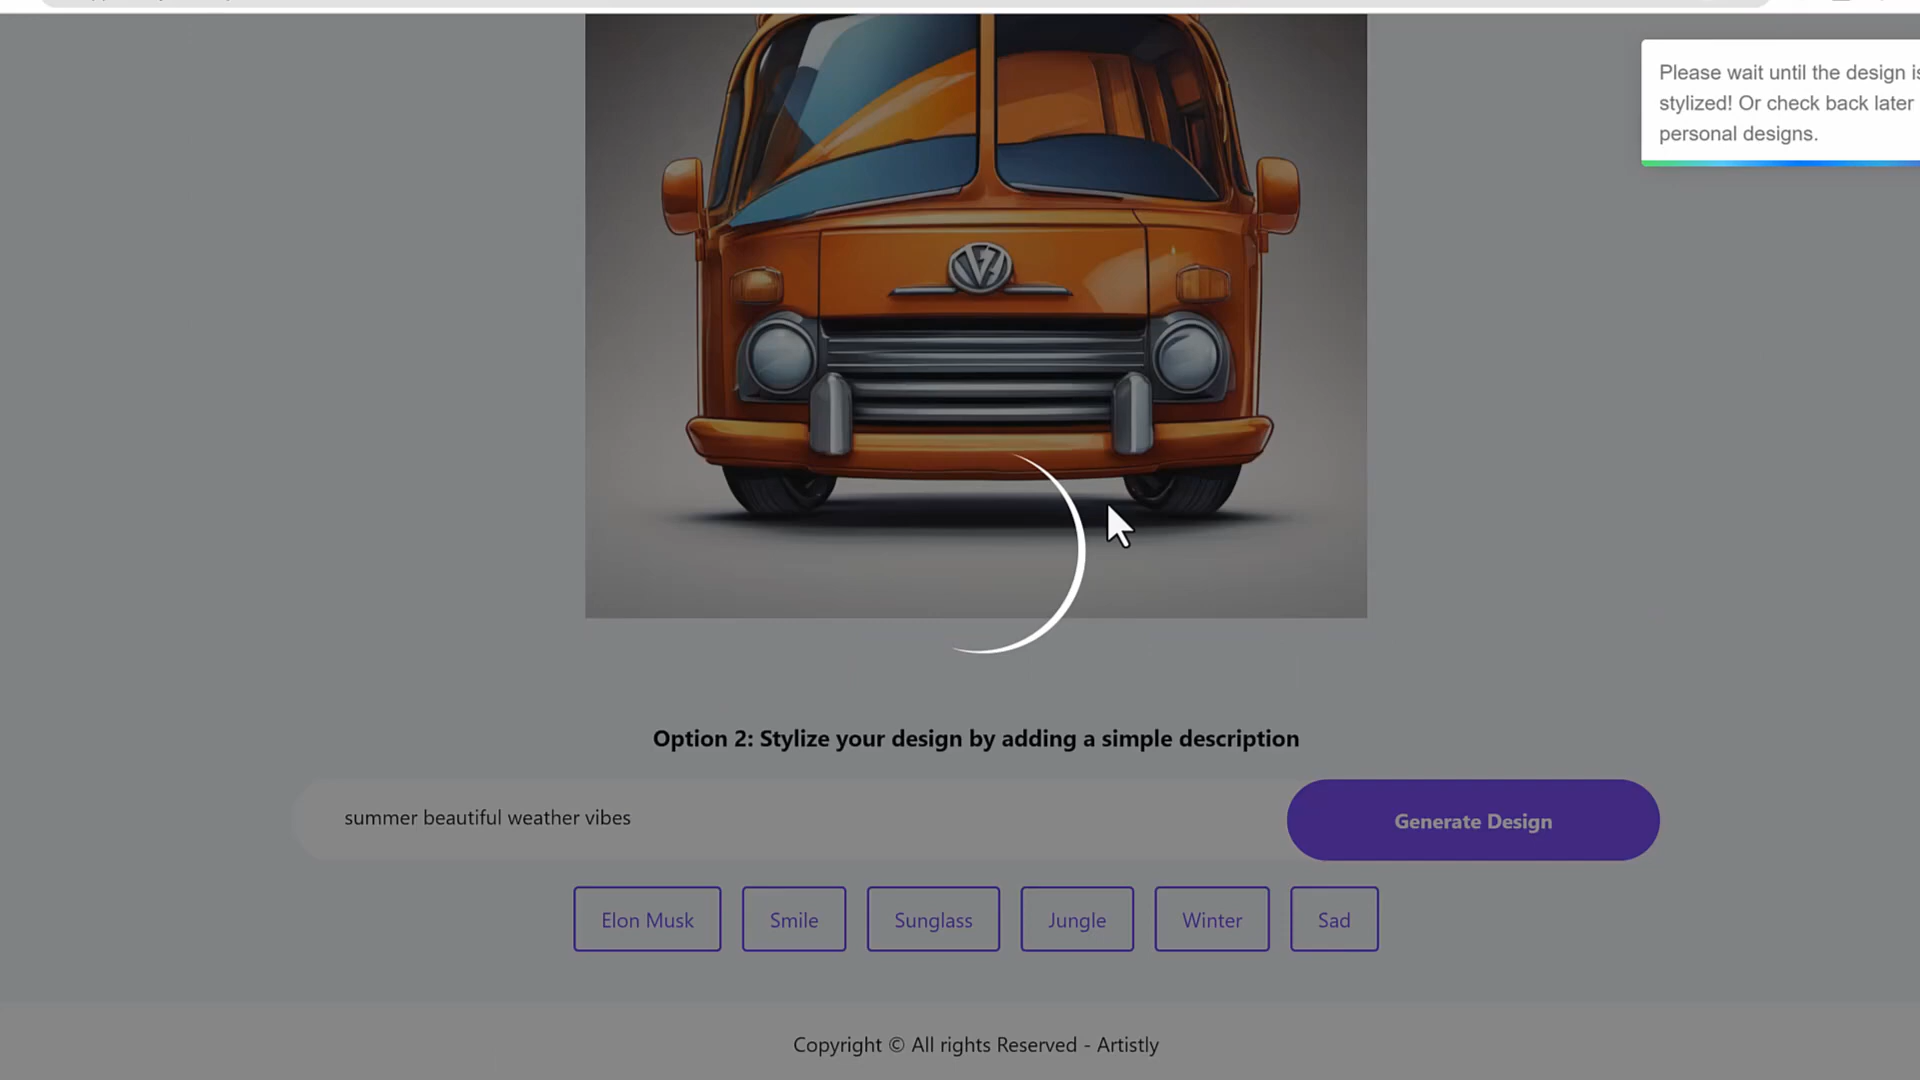 Please wait until the design is
stylized! Or check back later
personal designs.
Option 2: Stylize your design by adding a simple description
summer beautiful weather vibes
Generate Design
Elon Musk
Smile
Sunglass
Jungle
Winter
Sad
Copyright © All rights Reserved - Artistly